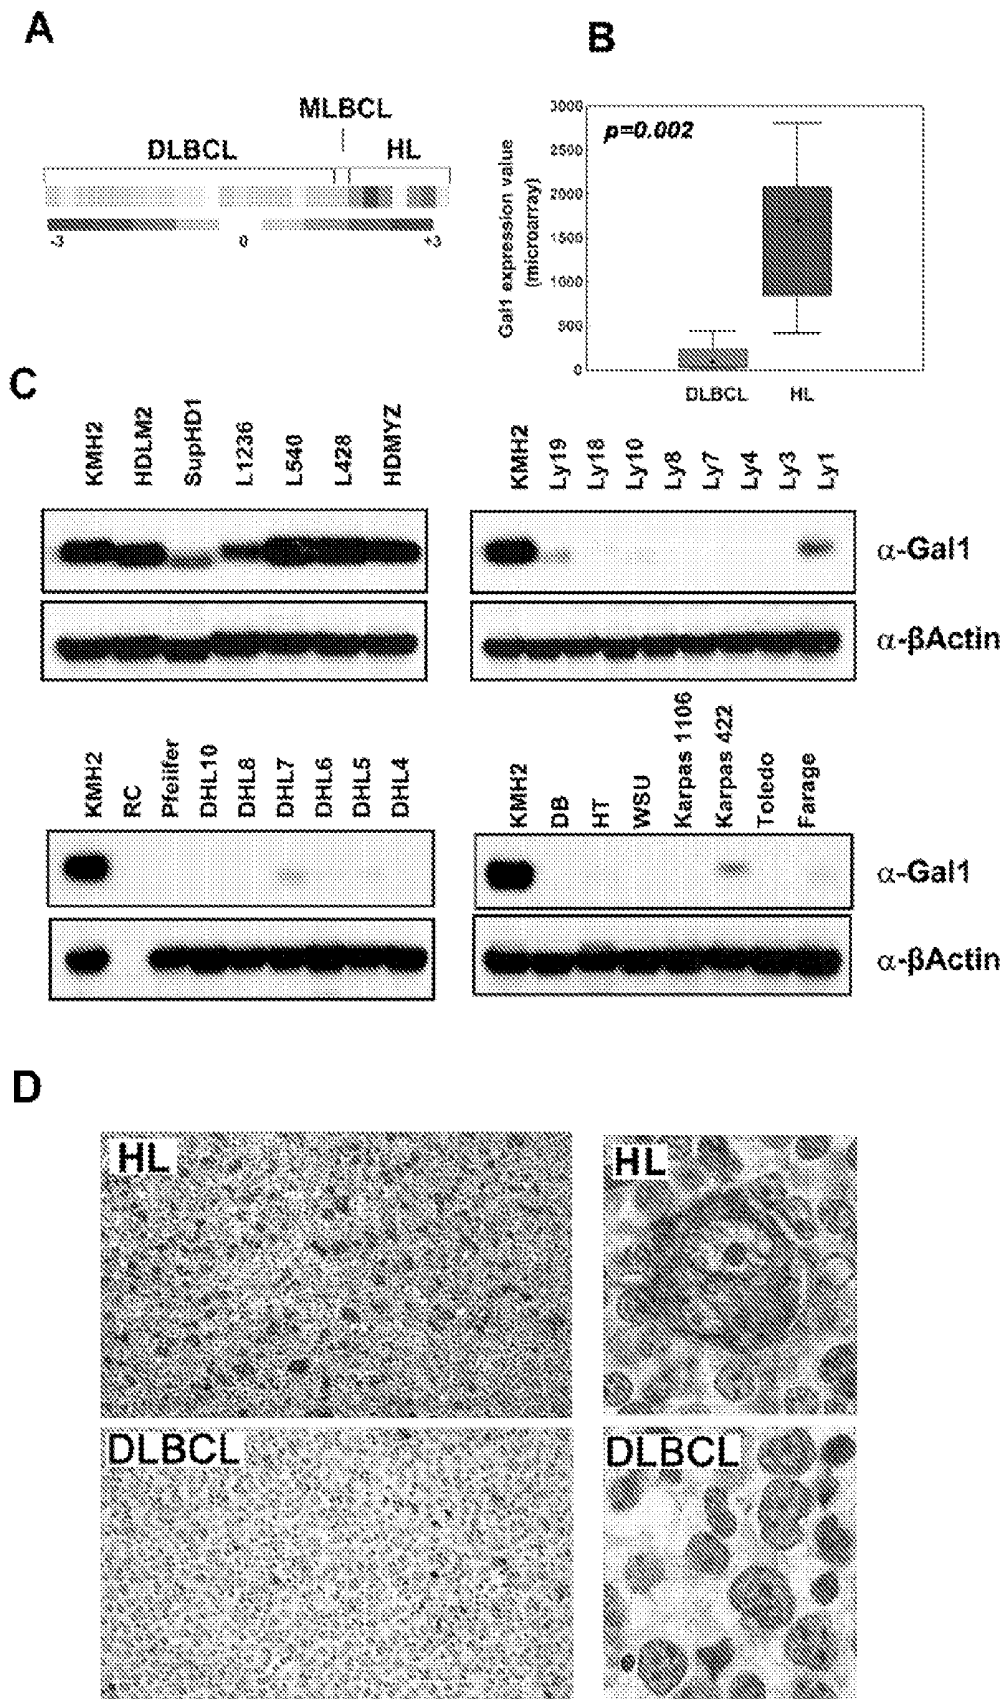 A
B
MLBCL
DLBCL
HL
-3
0
+3
p=0.002
3000
2500
2000
1500
1000
500
0
Gal1 expression value
(microarray)
DLBCL
HL
C
KMH2
HDLM2
SupHD1
L1236
L540
L428
HDMYZ
KMH2
Ly19
Ly18
Ly10
Ly8
Ly7
Ly4
Ly3
Ly1
α-Gal1
α-βActin
KMH2
RC
Pfeiifer
DHL10
DHL8
DHL7
DHL6
DHL5
DHL4
KMH2
DB
HT
WSU
Karpas 1106
Karpas 422
Toledo
Farage
α-Gal1
α-βActin
D
HL
HL
DLBCL
DLBCL